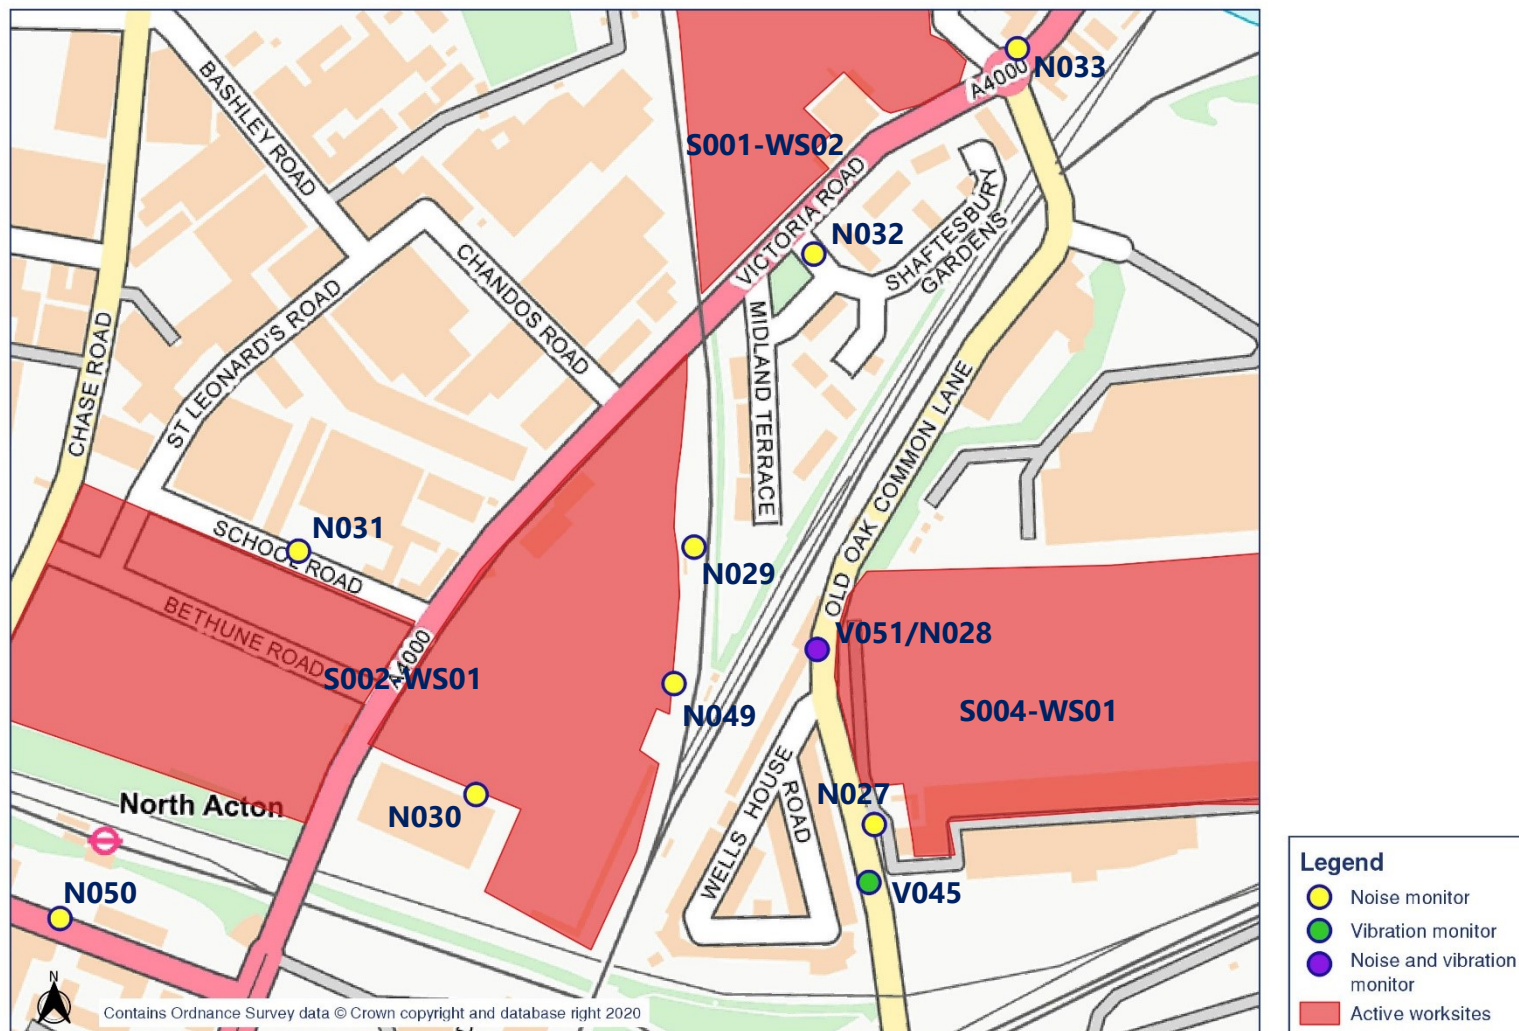 N033
A4000
BASHLEY ROAD
S001-WS02
VICTORIA ROAD
N032
SHAFTESBURY
GARDENS
CHANDOS ROAD
ST LEONARD'S ROAD
MIDLAND TERRACE
CHASE ROAD
OLD OAK COMMON LANE
N031
SCHOOL ROAD
N029
BETHUNE ROAD
A4000
V051/N028
S002-WS01
N049
S004-WS01
WELLS HOUSE
ROAD
N027
North Acton
N030
N050
V045
N
Contains Ordnance Survey data © Crown copyright and database right 2020
Legend
Noise monitor
Vibration monitor
Noise and vibration
monitor
Active worksites